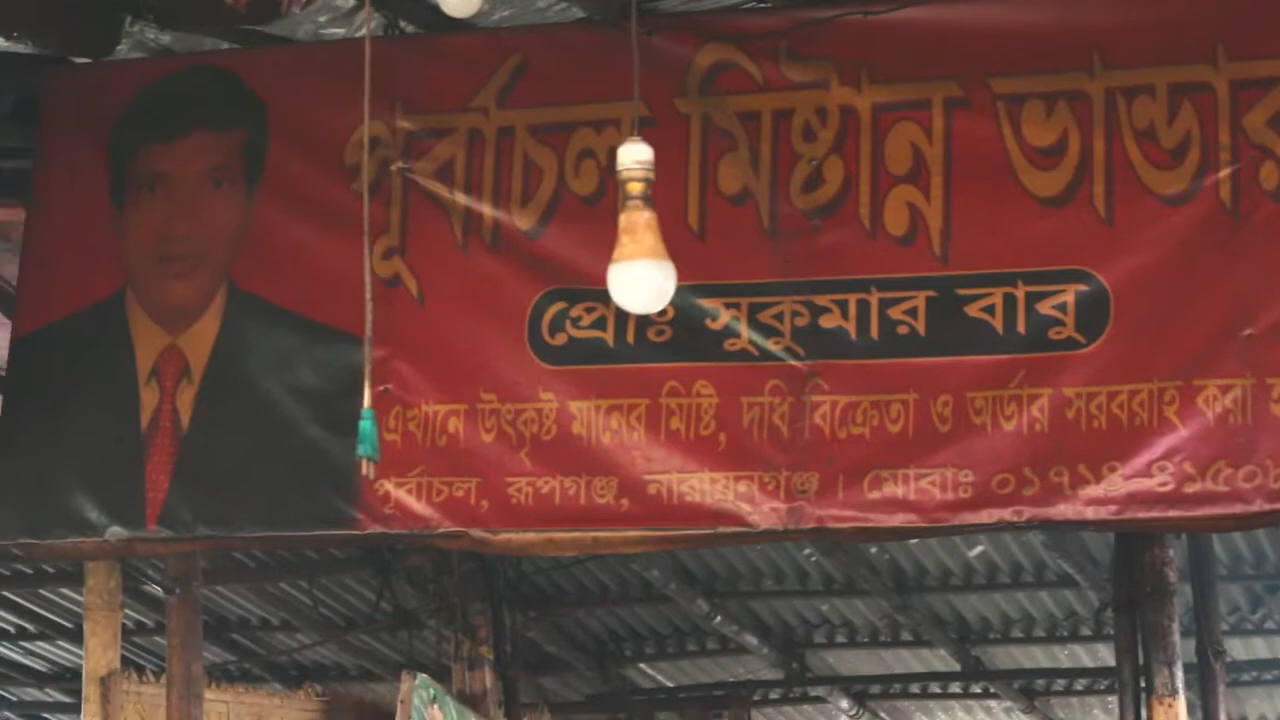 পূর্বাচল মিষ্টান্ন ভান্ডার
প্রোঃ সুকুমার বাবু
এখানে উৎকৃষ্ট মানের মিষ্টি, দধি বিক্রেতা ও অর্ডার সরবরাহ করা
পূর্বাচল, রূপগঞ্জ, নারায়নগঞ্জ। মোবাঃ